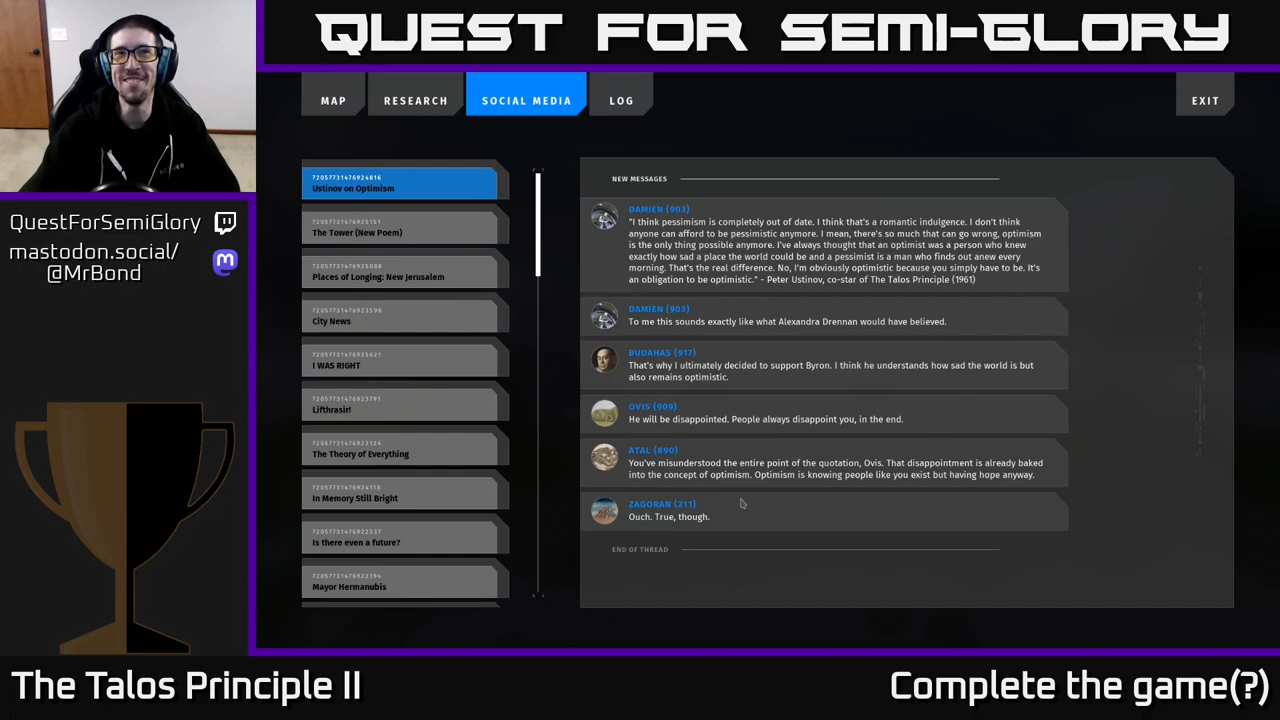 QUEST FOR SEMI-GLORY
MAP
RESEARCH
SOCIAL MEDIA
LOG
EXIT
QuestForSemiGlory
mastodon.social/
@MrBond
72057731476924816
Ustinov on Optimism
72057731476925151
The Tower (New Poem)
72057731476925088
Places of Longing: New Jerusalem
72057731476923598
City News
72057731476925621
I WAS RIGHT
72057731476923791
Lifthrasir!
72057731476923124
The Theory of Everything
72057731476924118
In Memory Still Bright
72057731476922537
Is there even a future?
72057731476922194
Mayor Hermanubis
NEW MESSAGES
DAMIEN (903)
"I think pessimism is completely out of date. I think that's a romantic indulgence. I don't think
anyone can afford to be pessimistic anymore. I mean, there's so much that can go wrong, optimism
is the only thing possible anymore. I've always thought that an optimist was a person who knew
exactly how sad a place the world could be and a pessimist is a man who finds out anew every
morning. That's the real difference. No, I'm obviously optimistic because you simply have to be. It's
an obligation to be optimistic." - Peter Ustinov, co-star of The Talos Principle (1961)
DAMIEN (903)
To me this sounds exactly like what Alexandra Drennan would have believed.
BUDAHAS (917)
That's why I ultimately decided to support Byron. I think he understands how sad the world is but
also remains optimistic.
OVIS (909)
He will be disappointed. People always disappoint you, in the end.
ATAL (890)
You've misunderstood the entire point of the quotation, Ovis. That disappointment is already baked
into the concept of optimism. Optimism is knowing people like you exist but having hope anyway.
ZAGORAN (211)
Ouch. True, though.
END OF THREAD
The Talos Principle II
Complete the game(?)